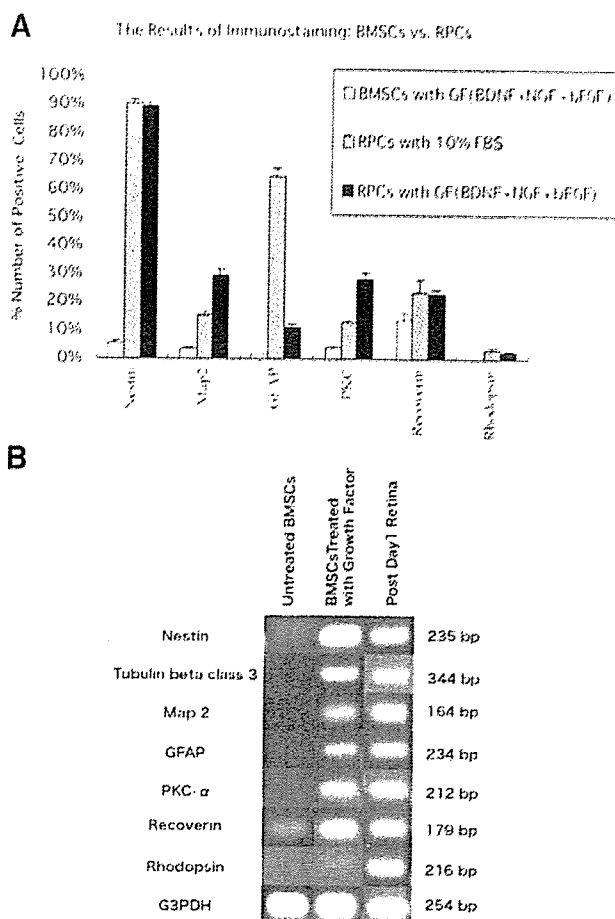 A
The Results of Immunostaining: BMSCs vs. RPCs
100%
90%
80%
70%
60%
50%
40%
30%
20%
10%
0%
% Number of Positive Cells
BMSCs with GF(BDNF+NGF+bFGF)
RPCs with 10% FBS
RPCs with GF(BDNF+NGF+bFGF)
Nestin
Map2
GFAP
PKC
Recoverin
Rhodopsin
B
Untreated BMSCs
BMSCsTreated
with Growth Factor
Post Day1 Retina
Nestin 235 bp
Tubulin beta class 3 344 bp
Map 2 164 bp
GFAP 234 bp
PKC-α 212 bp
Recoverin 179 bp
Rhodopsin 216 bp
G3PDH 254 bp